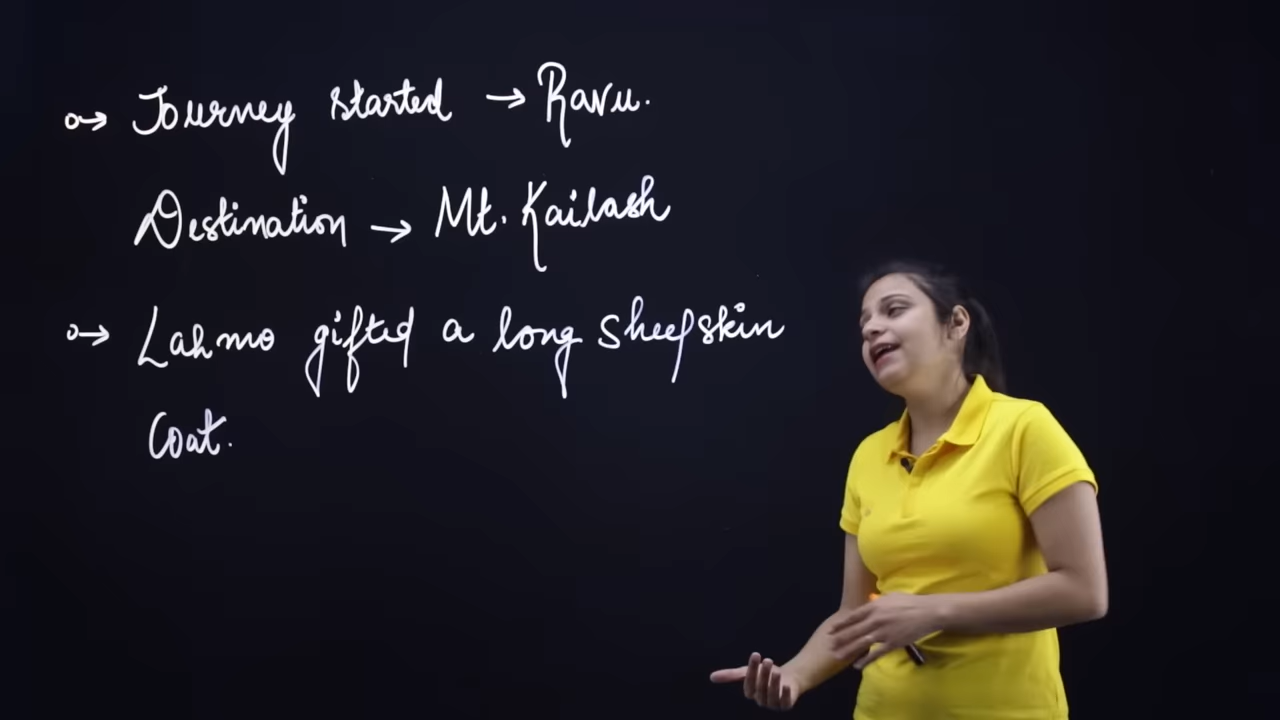 Journey started → Ravu.
Destination → Mt. Kailash
Lahmo gifted a long sheepskin
Coat.